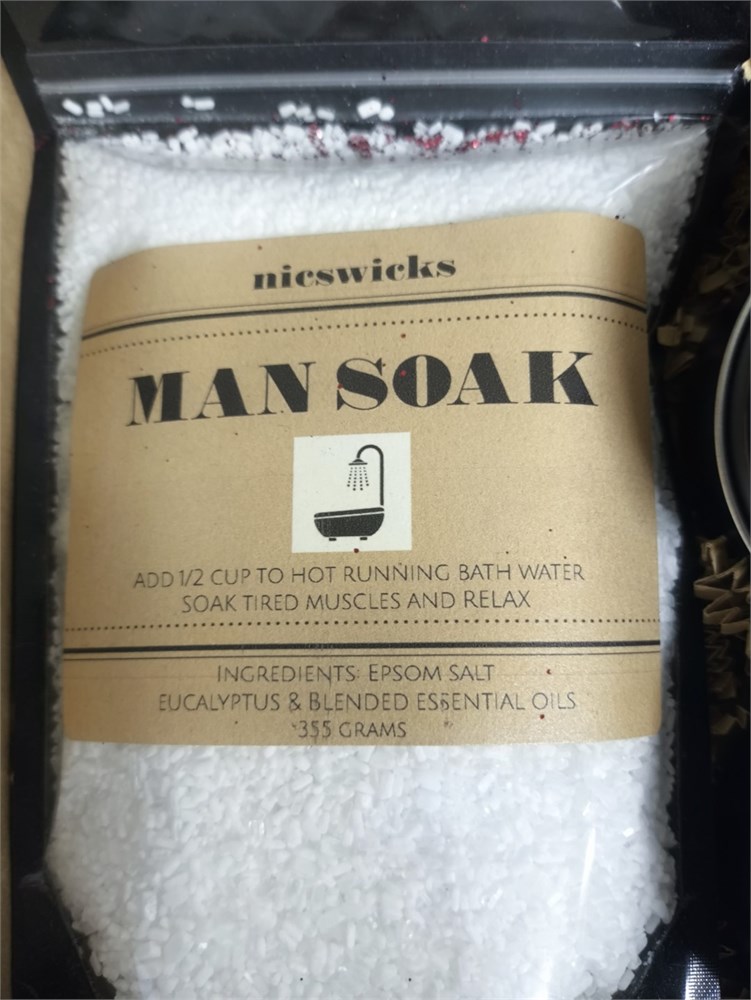 nicswicks
MAN SOAK
ADD 1/2 CUP TO HOT RUNNING BATH WATER
SOAK TIRED MUSCLES AND RELAX
INGREDIENTS: EPSOM SALT
EUCALYPTUS & BLENDED ESSENTIAL OILS
355 GRAMS